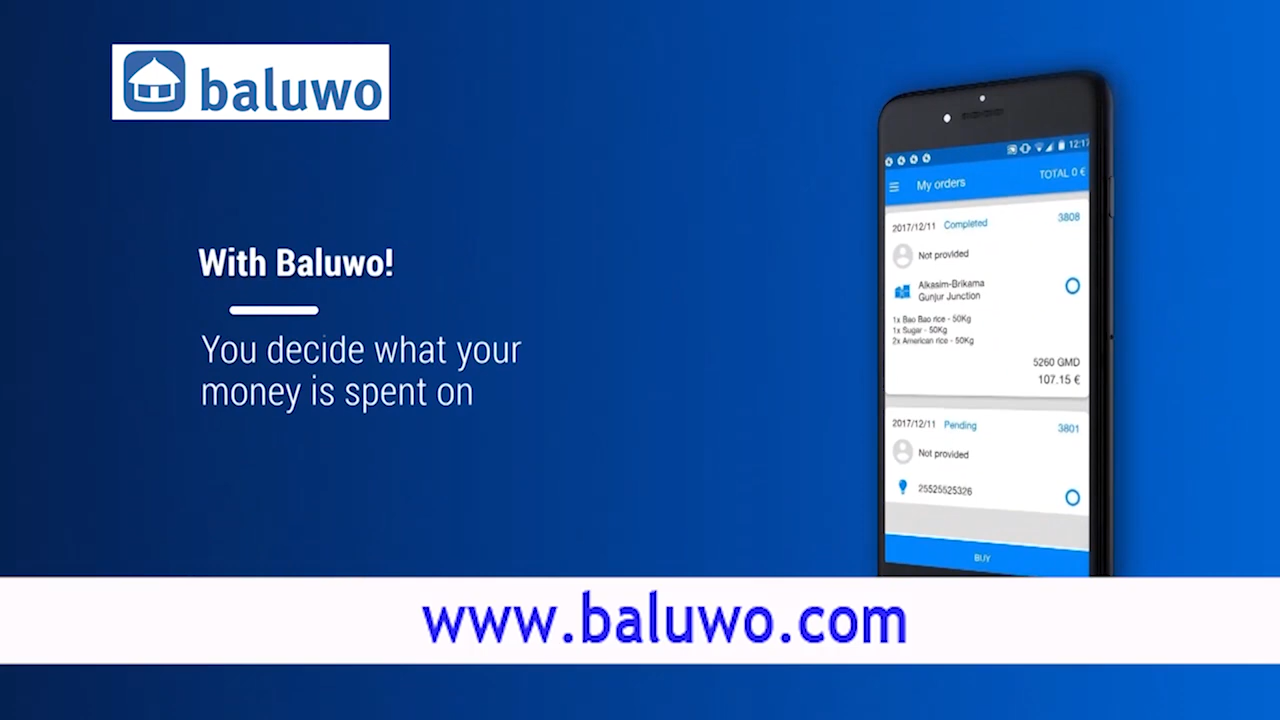 baluwo
With Baluwo!
You decide what your
money is spent on
12:17
My orders
TOTAL 0 €
2017/12/11 Completed 3808
Not provided
Alkasim-Brikama
Gunjur Junction
1x Bao Bao rice - 50Kg
1x Sugar - 50Kg
2x American rice - 50Kg
5260 GMD
107.15 €
2017/12/11 Pending 3801
Not provided
25525525326
BUY
www.baluwo.com